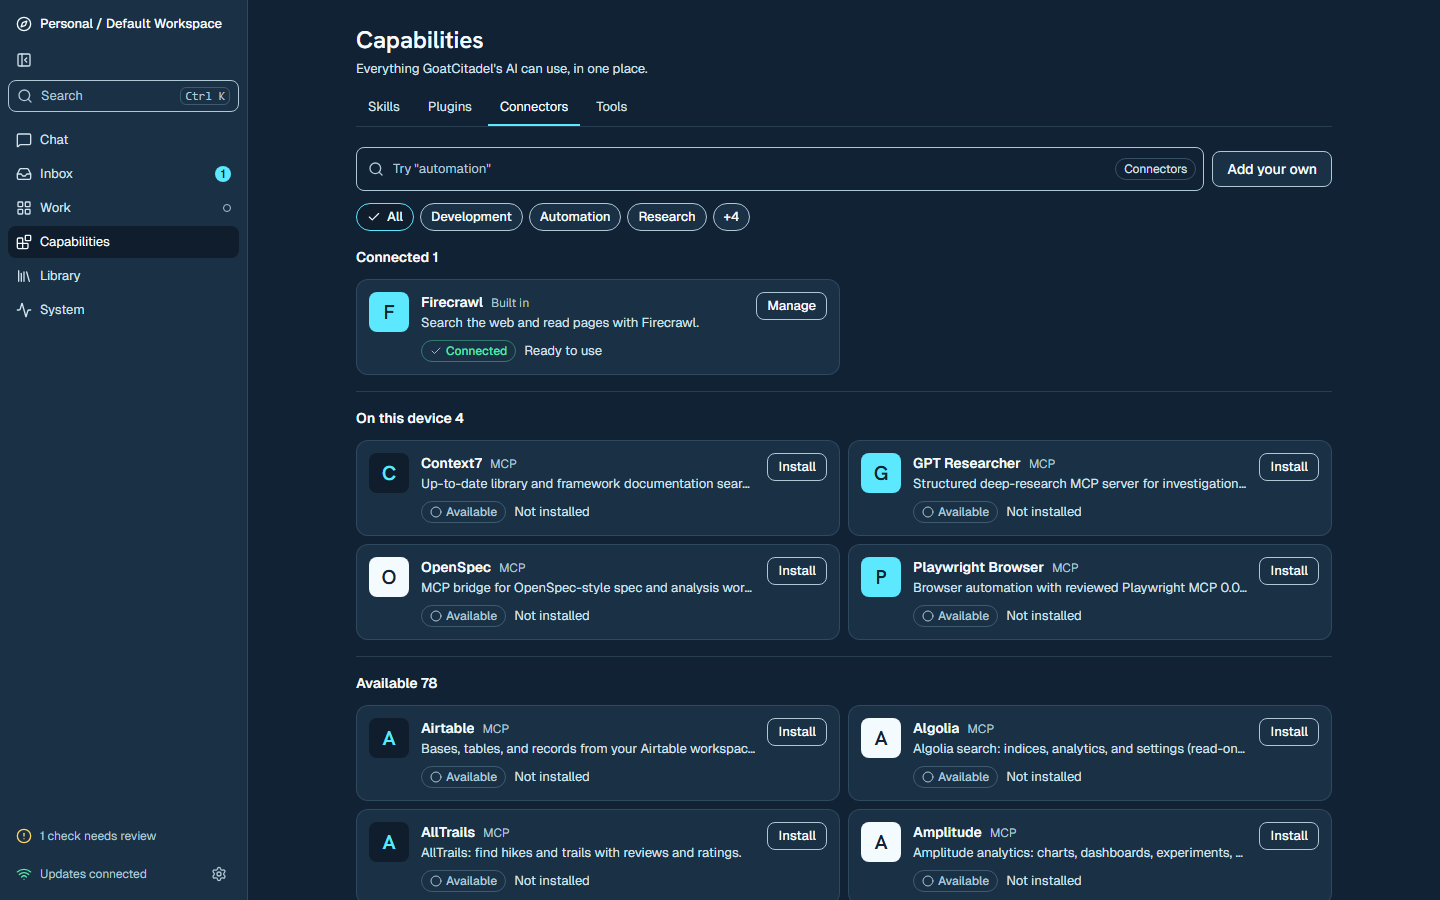 Personal / Default Workspace
Search
Ctrl K
Chat
Inbox
1
Work
Capabilities
Library
System
1 check needs review
Updates connected
Capabilities
Everything GoatCitadel's AI can use, in one place.
Skills
Plugins
Connectors
Tools
Try "automation"
Connectors
Add your own
All
Development
Automation
Research
+4
Connected 1
F
Firecrawl Built in
Search the web and read pages with Firecrawl.
Connected Ready to use
Manage
On this device 4
C
Context7 MCP
Up-to-date library and framework documentation sear...
Available Not installed
Install
G
GPT Researcher MCP
Structured deep-research MCP server for investigation...
Available Not installed
Install
O
OpenSpec MCP
MCP bridge for OpenSpec-style spec and analysis wor...
Available Not installed
Install
P
Playwright Browser MCP
Browser automation with reviewed Playwright MCP 0.0...
Available Not installed
Install
Available 78
A
Airtable MCP
Bases, tables, and records from your Airtable workspac...
Available Not installed
Install
A
Algolia MCP
Algolia search: indices, analytics, and settings (read-on...
Available Not installed
Install
A
AllTrails MCP
AllTrails: find hikes and trails with reviews and ratings.
Available Not installed
Install
A
Amplitude MCP
Amplitude analytics: charts, dashboards, experiments, ...
Available Not installed
Install